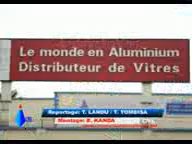 Le monde en Aluminium
Distributeur de Vitres
Reportage: T. LANDU / T. TOMBISA
Montage: E. KANDA